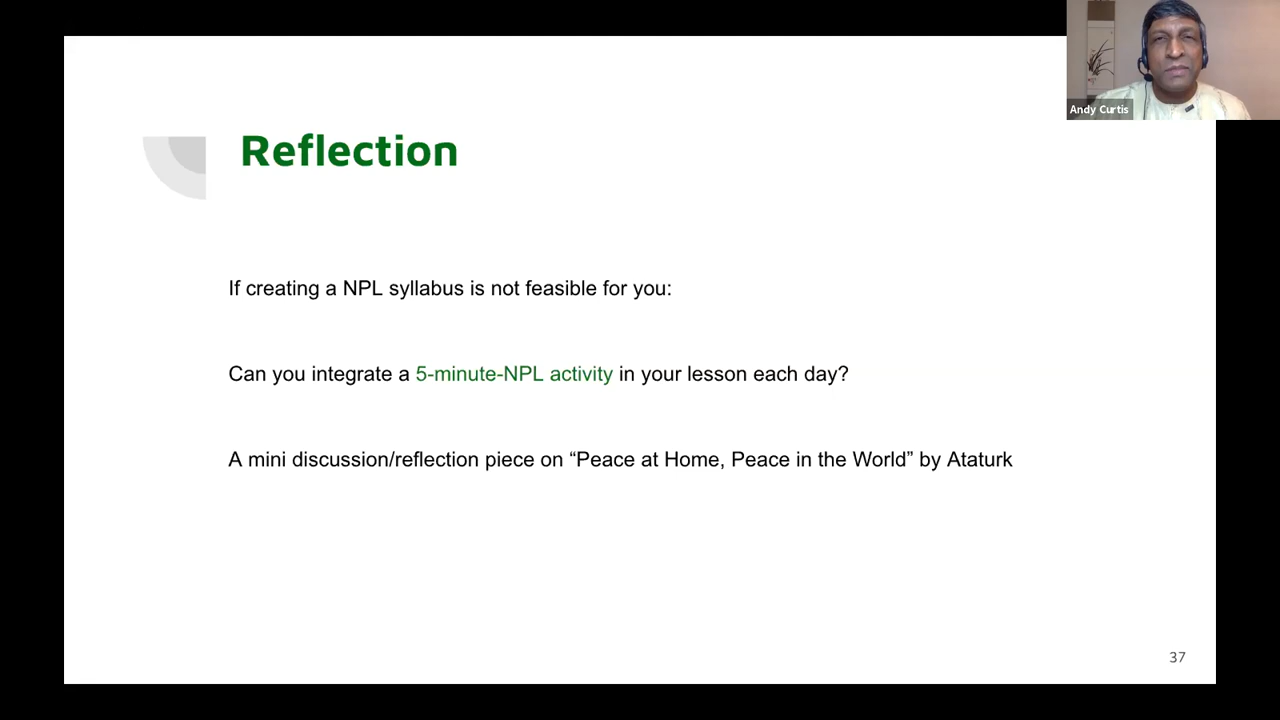 Andy Curtis
Reflection
If creating a NPL syllabus is not feasible for you:
Can you integrate a 5-minute-NPL activity in your lesson each day?
A mini discussion/reflection piece on “Peace at Home, Peace in the World” by Ataturk
37